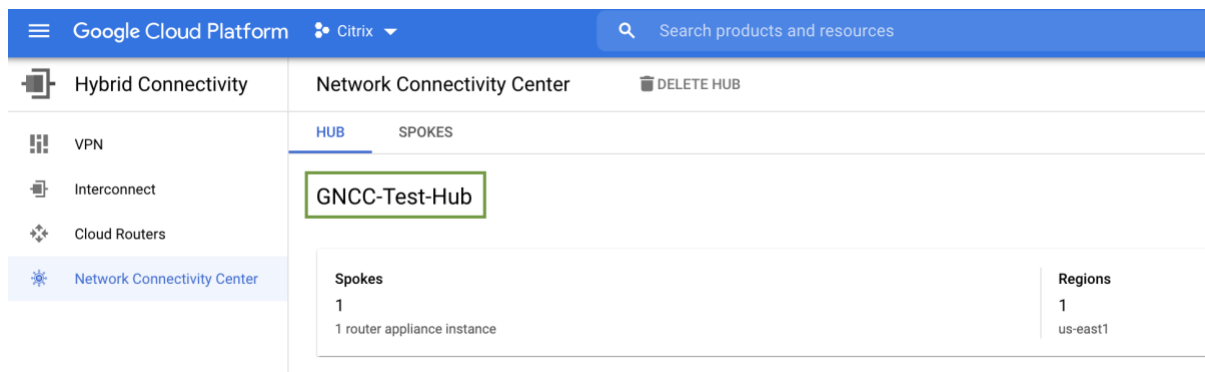 Google Cloud Platform
Citrix
Search products and resources
Hybrid Connectivity
Network Connectivity Center
DELETE HUB
VPN
Interconnect
Cloud Routers
Network Connectivity Center
HUB
SPOKES
GNCC-Test-Hub
Spokes
1
1 router appliance instance
Regions
1
us-east1